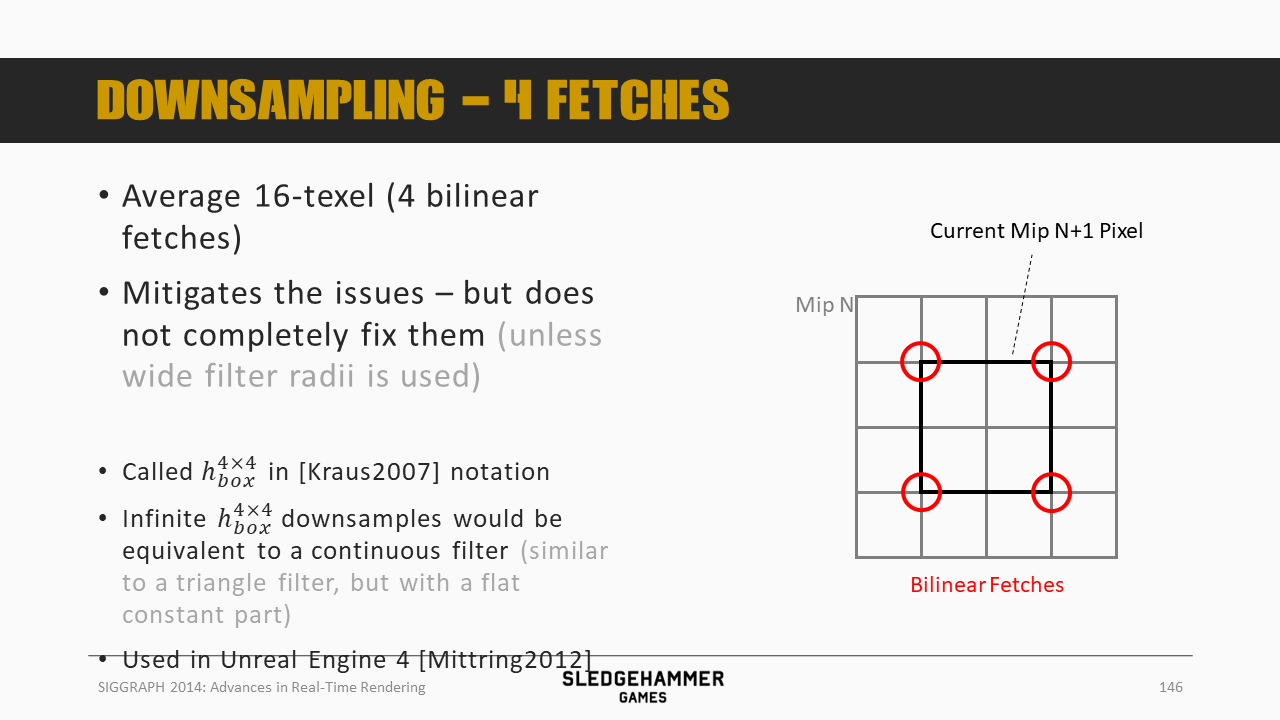 DOWNSAMPLING – 4 FETCHES
• Average 16-texel (4 bilinear
fetches)
• Mitigates the issues – but does
not completely fix them (unless
wide filter radii is used)
• Called ℎ_{𝑏𝑜𝑥}^{4×4} in [Kraus2007] notation
• Infinite ℎ_{𝑏𝑜𝑥}^{4×4} downsamples would be
equivalent to a continuous filter (similar
to a triangle filter, but with a flat
constant part)
• Used in Unreal Engine 4 [Mittring2012]
Current Mip N+1 Pixel
Mip N
Bilinear Fetches
SIGGRAPH 2014: Advances in Real-Time Rendering
SLEDGEHAMMER
GAMES
146